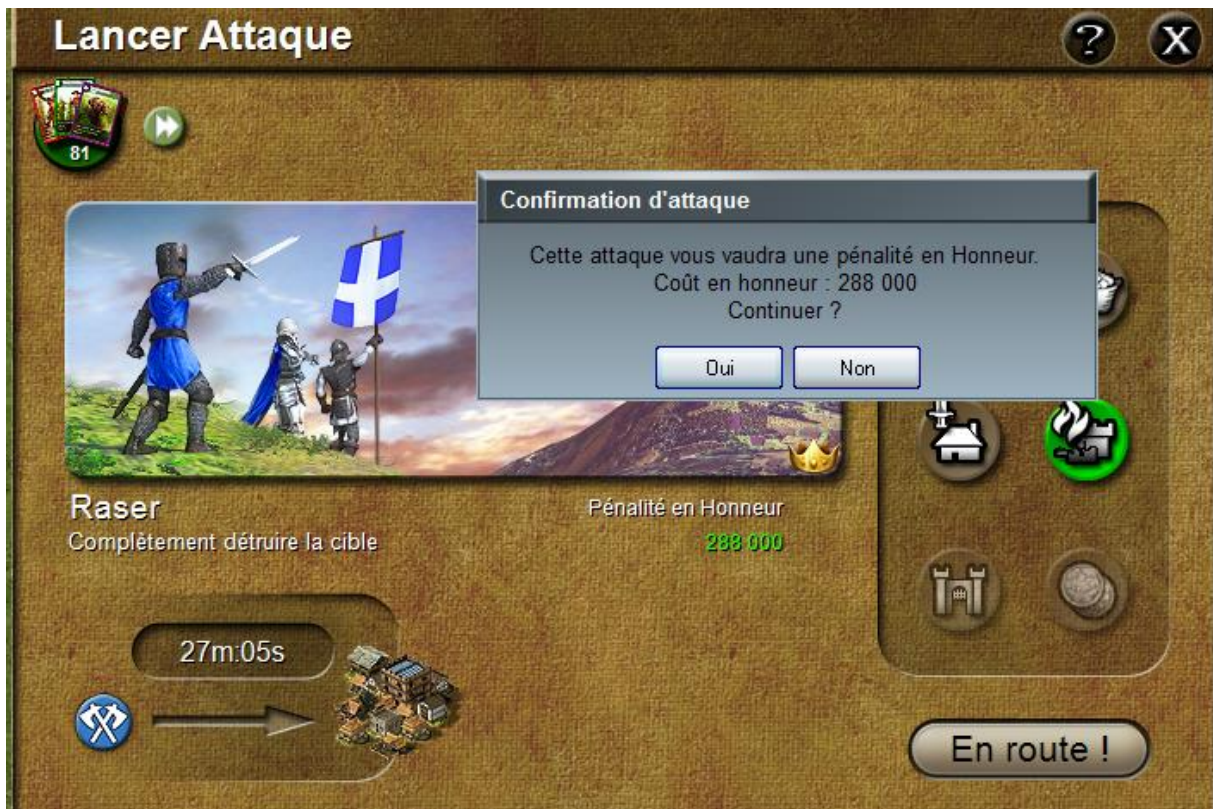 Lancer Attaque
?
X
81
Confirmation d'attaque
Cette attaque vous vaudra une pénalité en Honneur.
Coût en honneur : 288 000
Continuer ?
Oui
Non
Raser
Pénalité en Honneur
Complètement détruire la cible
288 000
27m:05s
En route !